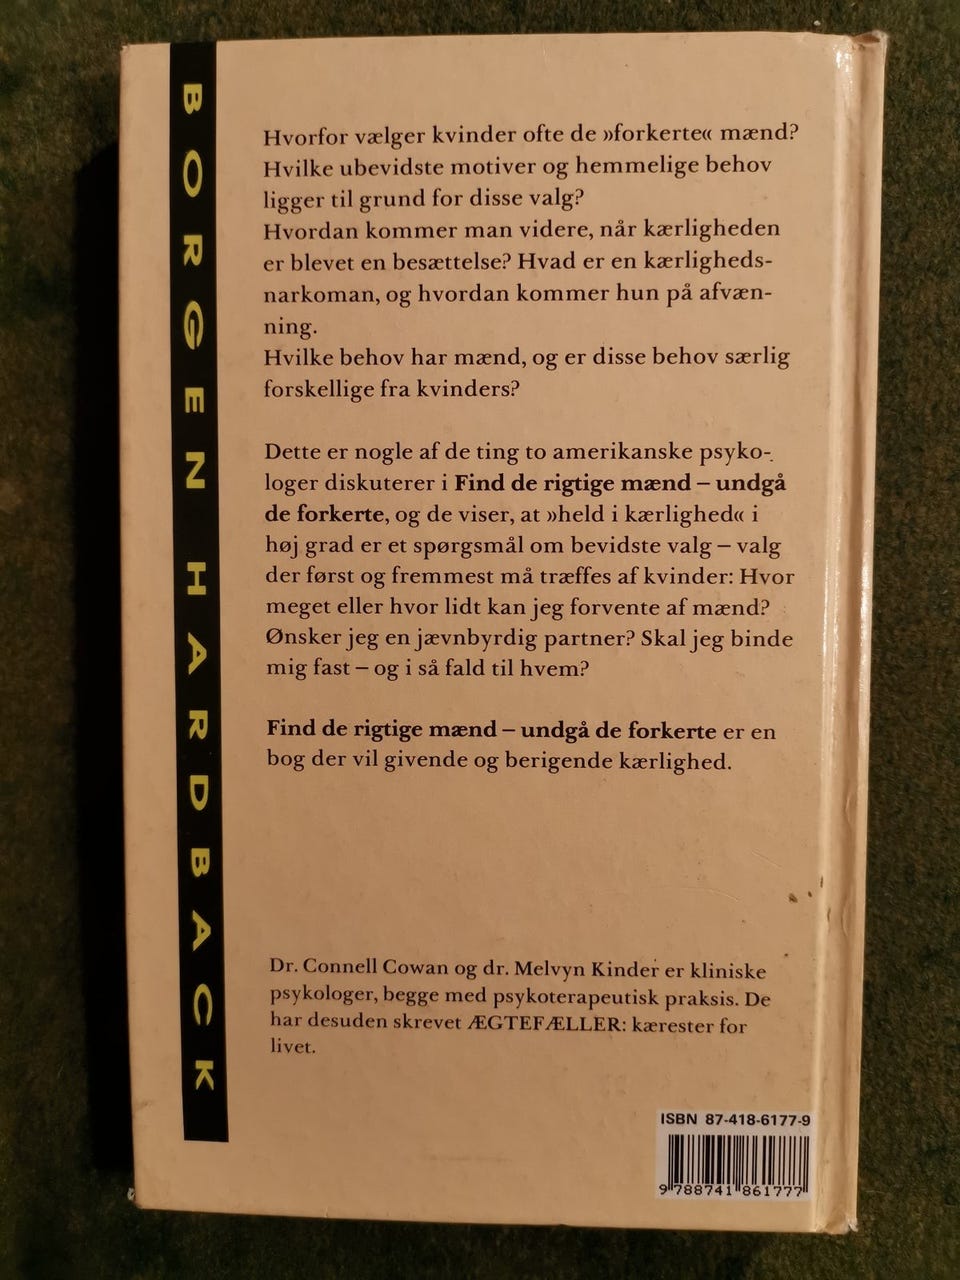 BORGEN HARDBACK
Hvorfor vælger kvinder ofte de »forkerte« mænd?
Hvilke ubevidste motiver og hemmelige behov
ligger til grund for disse valg?
Hvordan kommer man videre, når kærligheden
er blevet en besættelse? Hvad er en kærligheds-
narkoman, og hvordan kommer hun på afvæn-
ning.
Hvilke behov har mænd, og er disse behov særlig
forskellige fra kvinders?
Dette er nogle af de ting to amerikanske psyko-
loger diskuterer i Find de rigtige mænd – undgå
de forkerte, og de viser, at »held i kærlighed« i
høj grad er et spørgsmål om bevidste valg – valg
der først og fremmest må træffes af kvinder: Hvor
meget eller hvor lidt kan jeg forvente af mænd?
Ønsker jeg en jævnbyrdig partner? Skal jeg binde
mig fast – og i så fald til hvem?
Find de rigtige mænd – undgå de forkerte er en
bog der vil givende og berigende kærlighed.
Dr. Connell Cowan og dr. Melvyn Kinder er kliniske
psykologer, begge med psykoterapeutisk praksis. De
har desuden skrevet ÆGTEFÆLLER: kærester for
livet.
ISBN 87-418-6177-9
9 788741 861777